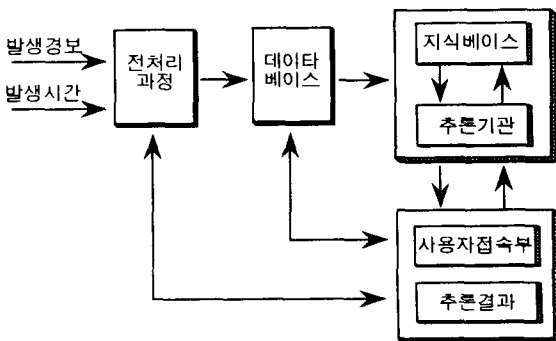 발생경보
발생시간
전처리
과정
데이타
베이스
지식베이스
추론기관
사용자접속부
추론결과